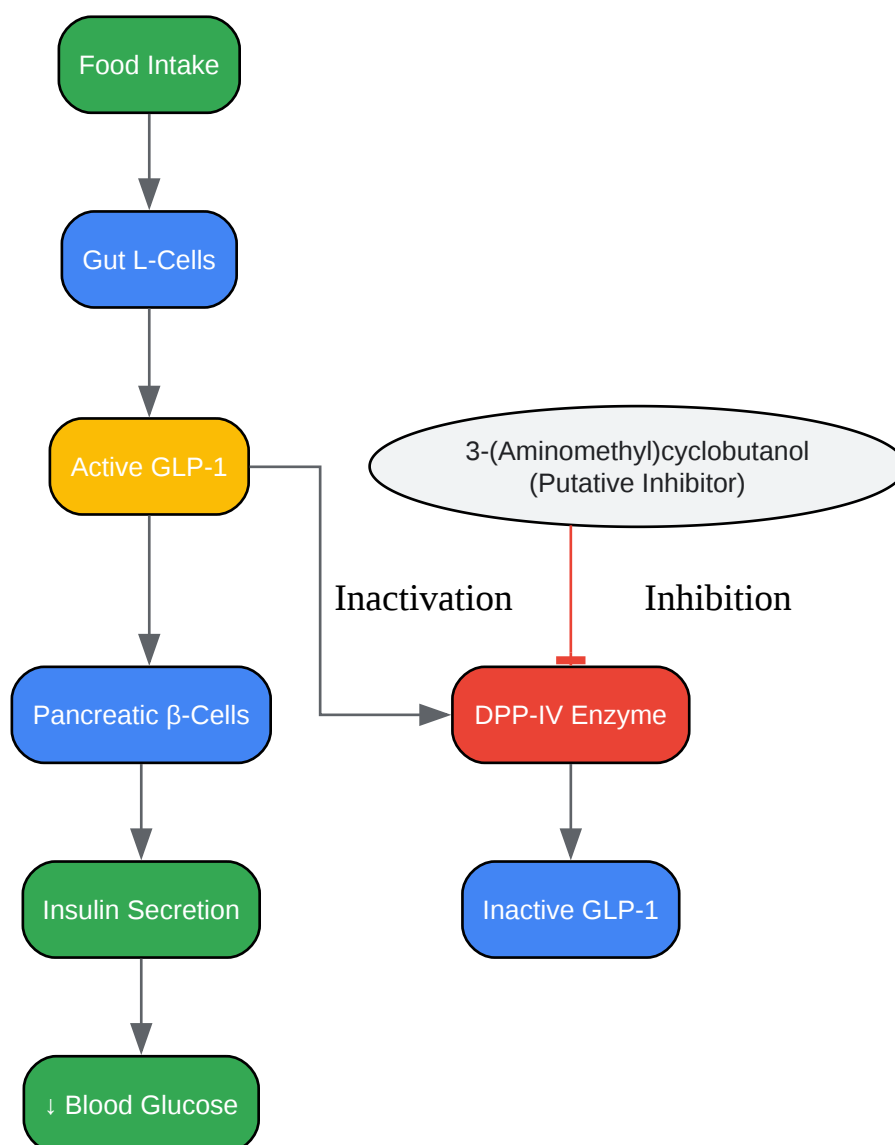 Food Intake
Gut L-Cells
Active GLP-1
3-(Aminomethyl)cyclobutanol
(Putative Inhibitor)
Inactivation
Inhibition
Pancreatic β-Cells
DPP-IV Enzyme
Insulin Secretion
Inactive GLP-1
↓ Blood Glucose